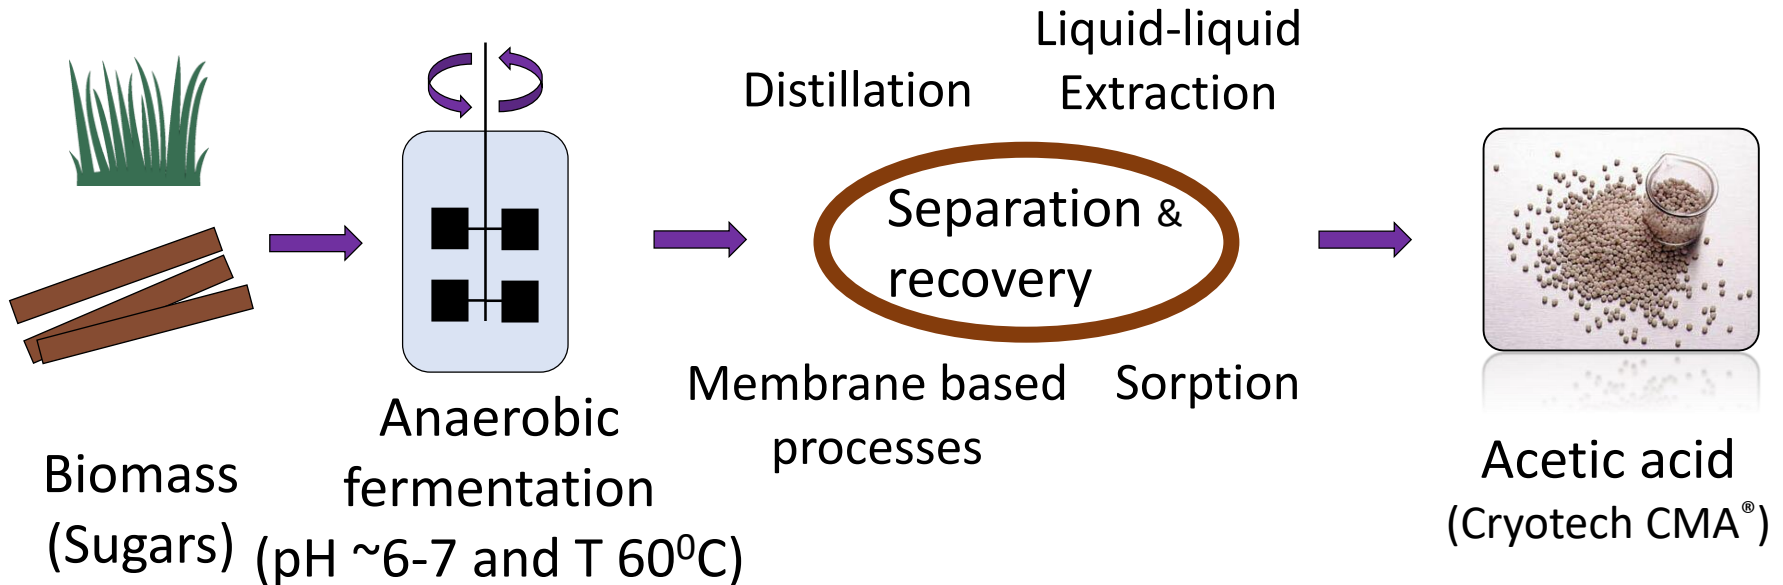 Biomass
(Sugars)
Anaerobic
fermentation
(pH ~6-7 and T 60⁰C)
Distillation
Liquid-liquid
Extraction
Separation &
recovery
Membrane based
processes
Sorption
Acetic acid
(Cryotech CMA®)